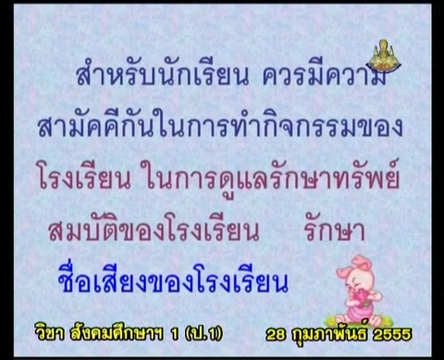 สำหรับนักเรียน ควรมีความ
สามัคคีกันในการทำกิจกรรมของ
โรงเรียน ในการดูแลรักษาทรัพย์
สมบัติของโรงเรียน รักษา
ชื่อเสียงของโรงเรียน
วิชา สังคมศึกษาฯ 1 (ป.1) 28 กุมภาพันธ์ 2555